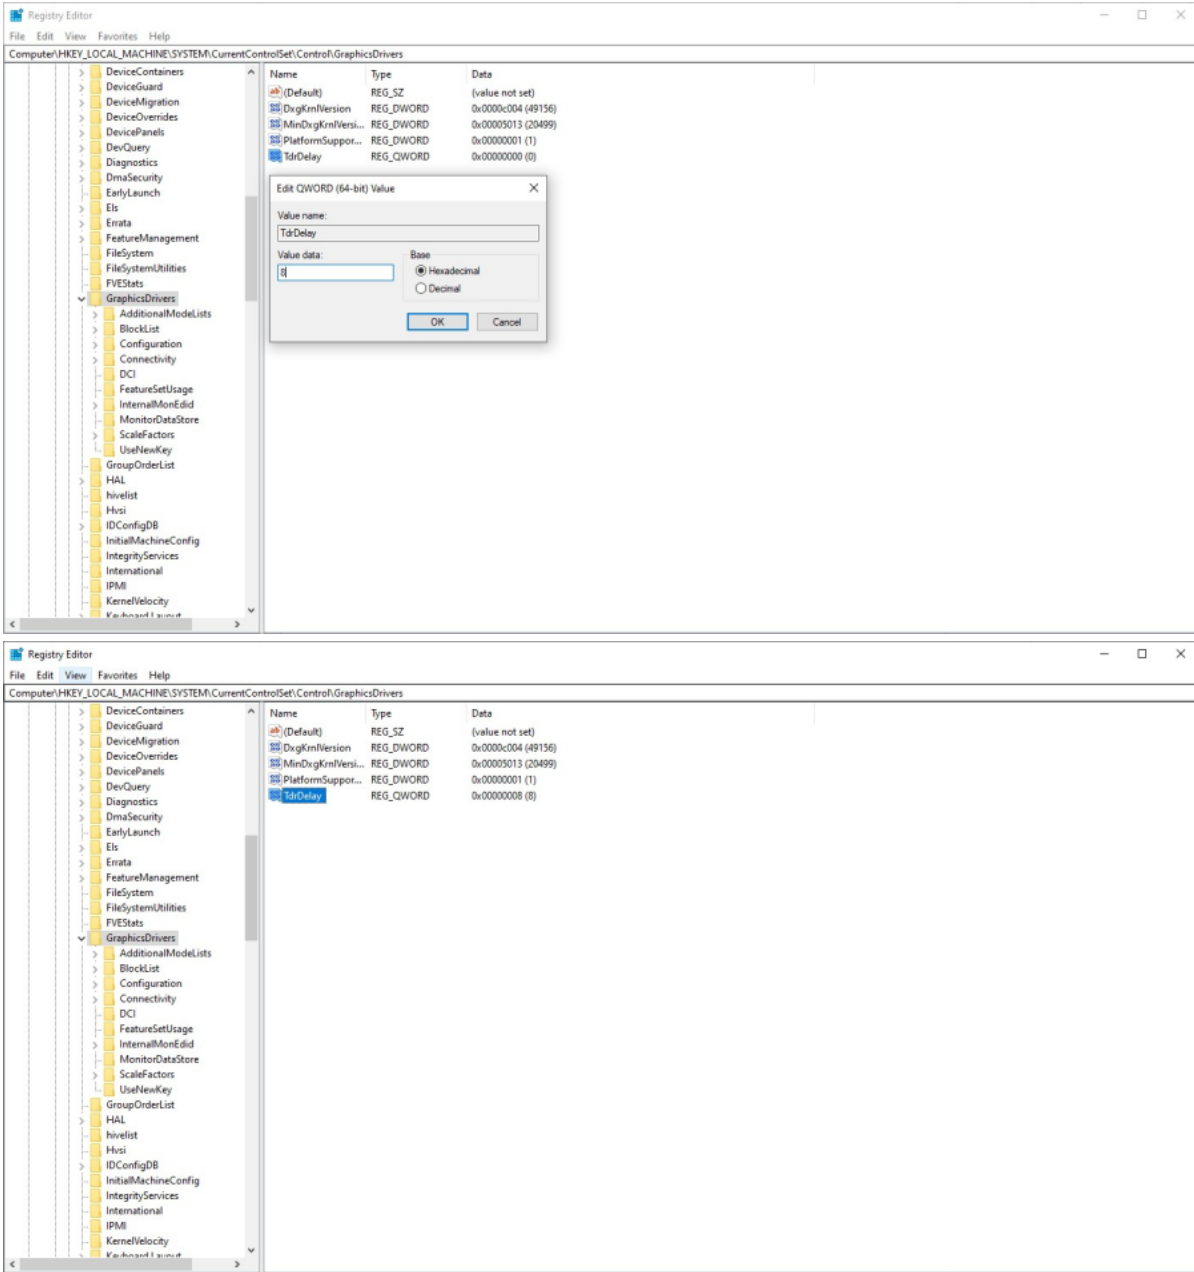 Registry Editor
File Edit View Favorites Help
Computer\HKEY_LOCAL_MACHINE\SYSTEM\CurrentControlSet\Control\GraphicsDrivers
DeviceContainers
DeviceGuard
DeviceMigration
DeviceOverrides
DevicePanels
DevQuery
Diagnostics
DmaSecurity
EarlyLaunch
Els
Errata
FeatureManagement
FileSystem
FileSystemUtilities
FVEStats
GraphicsDrivers
AdditionalModeLists
BlockList
Configuration
Connectivity
DCI
FeatureSetUsage
InternalMonEdid
MonitorDataStore
ScaleFactors
UseNewKey
GroupOrderList
HAL
hivelist
Hvsi
IDConfigDB
InitialMachineConfig
IntegrityServices
International
IPMI
KernelVelocity
Keyboard Layout
Name Type Data
ab (Default) REG_SZ (value not set)
DxgKrnlVersion REG_DWORD 0x0000c004 (49156)
MinDxgKrnlVersi... REG_DWORD 0x00005013 (20499)
PlatformSuppor... REG_DWORD 0x00000001 (1)
TdrDelay REG_QWORD 0x00000000 (0)
Edit QWORD (64-bit) Value
Value name:
TdrDelay
Value data: Base
8 Hexadecimal
Decimal
OK Cancel
Registry Editor
File Edit View Favorites Help
Computer\HKEY_LOCAL_MACHINE\SYSTEM\CurrentControlSet\Control\GraphicsDrivers
DeviceContainers
DeviceGuard
DeviceMigration
DeviceOverrides
DevicePanels
DevQuery
Diagnostics
DmaSecurity
EarlyLaunch
Els
Errata
FeatureManagement
FileSystem
FileSystemUtilities
FVEStats
GraphicsDrivers
AdditionalModeLists
BlockList
Configuration
Connectivity
DCI
FeatureSetUsage
InternalMonEdid
MonitorDataStore
ScaleFactors
UseNewKey
GroupOrderList
HAL
hivelist
Hvsi
IDConfigDB
InitialMachineConfig
IntegrityServices
International
IPMI
KernelVelocity
Keyboard Layout
Name Type Data
ab (Default) REG_SZ (value not set)
DxgKrnlVersion REG_DWORD 0x0000c004 (49156)
MinDxgKrnlVersi... REG_DWORD 0x00005013 (20499)
PlatformSuppor... REG_DWORD 0x00000001 (1)
TdrDelay REG_QWORD 0x00000008 (8)